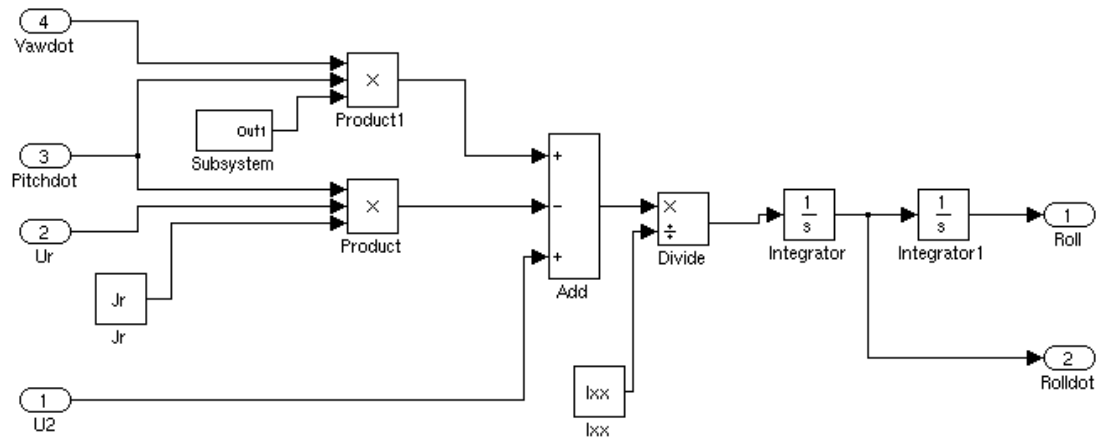 4
Yawdot
×
Product1
Out1
Subsystem
3
Pitchdot
×
Product
2
Ur
Jr
Jr
+
−
+
Add
×
÷
Divide
1
s
Integrator
1
s
Integrator1
1
Roll
2
Rolldot
Ixx
Ixx
1
U2